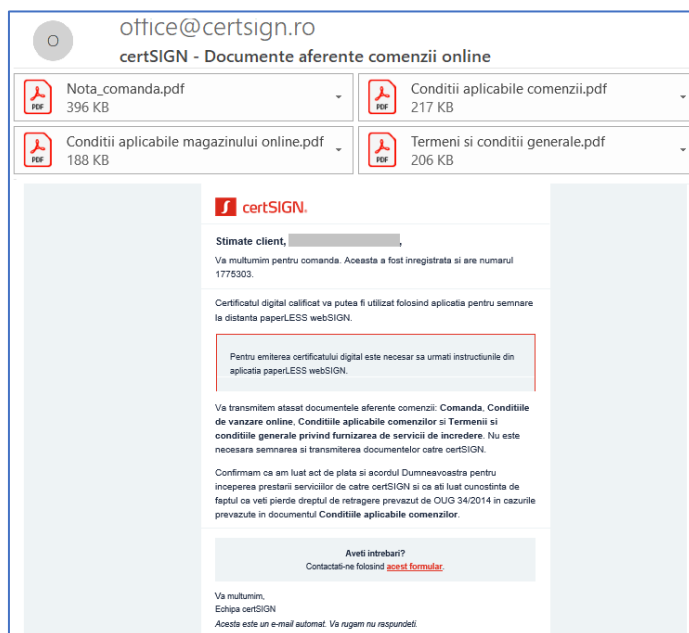 O
office@certsign.ro
certSIGN - Documente aferente comenzii online
PDF
Nota_comanda.pdf
396 KB
PDF
Conditii aplicabile comenzii.pdf
217 KB
PDF
Conditii aplicabile magazinului online.pdf
188 KB
PDF
Termeni si conditii generale.pdf
206 KB
certSIGN®
Stimate client, ,
Va multumim pentru comanda. Aceasta a fost inregistrata si are numarul
1775303.
Certificatul digital calificat va putea fi utilizat folosind aplicatia pentru semnare
la distanta paperLESS webSIGN.
Pentru emiterea certificatului digital este necesar sa urmati instructiunile din
aplicatia paperLESS webSIGN.
Va transmitem atasat documentele aferente comenzii: Comanda, Conditiile
de vanzare online, Conditiile aplicabile comenzilor si Termenii si
conditiile generale privind furnizarea de servicii de incredere. Nu este
necesara semnarea si transmiterea documentelor catre certSIGN.
Confirmam ca am luat act de plata si acordul Dumneavoastra pentru
inceperea prestarii serviciilor de catre certSIGN si ca ati luat cunostinta de
faptul ca veti pierde dreptul de retragere prevazut de OUG 34/2014 in cazurile
prevazute in documentul Conditiile aplicabile comenzilor.
Aveti intrebari?
Contactati-ne folosind acest formular.
Va multumim,
Echipa certSIGN
Acesta este un e-mail automat. Va rugam nu raspundeti.